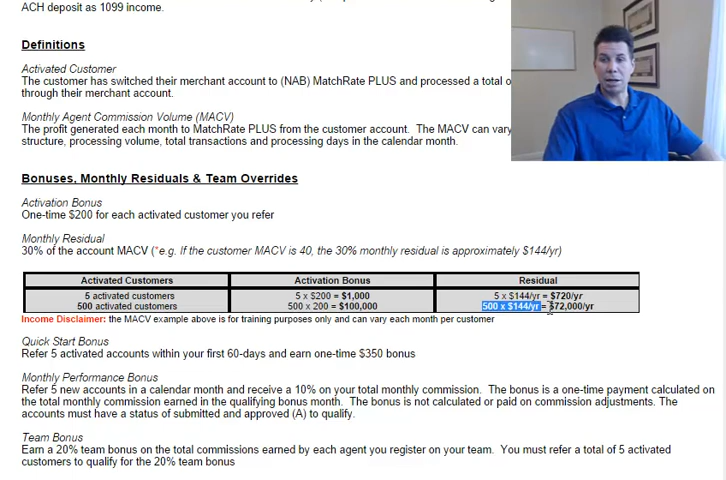 ACH deposit as 1099 income.
Definitions
Activated Customer
The customer has switched their merchant account to (NAB) MatchRate PLUS and processed a total o
through their merchant account.
Monthly Agent Commission Volume (MACV)
The profit generated each month to MatchRate PLUS from the customer account. The MACV can vary
structure, processing volume, total transactions and processing days in the calendar month.
Bonuses, Monthly Residuals & Team Overrides
Activation Bonus
One-time $200 for each activated customer you refer
Monthly Residual
30% of the account MACV (*e.g. If the customer MACV is 40, the 30% monthly residual is approximately $144/yr)
Activated Customers Activation Bonus Residual
5 activated customers 5 x $200 = $1,000 5 x $144/yr = $720/yr
500 activated customers 500 x 200 = $100,000 500 x $144/yr = $72,000/yr
Income Disclaimer: the MACV example above is for training purposes only and can vary each month per customer
Quick Start Bonus
Refer 5 activated accounts within your first 60-days and earn one-time $350 bonus
Monthly Performance Bonus
Refer 5 new accounts in a calendar month and receive a 10% on your total monthly commission. The bonus is a one-time payment calculated on
the total monthly commission earned in the qualifying bonus month. The bonus is not calculated or paid on commission adjustments. The
accounts must have a status of submitted and approved (A) to qualify.
Team Bonus
Earn a 20% team bonus on the total commissions earned by each agent you register on your team. You must refer a total of 5 activated
customers to qualify for the 20% team bonus